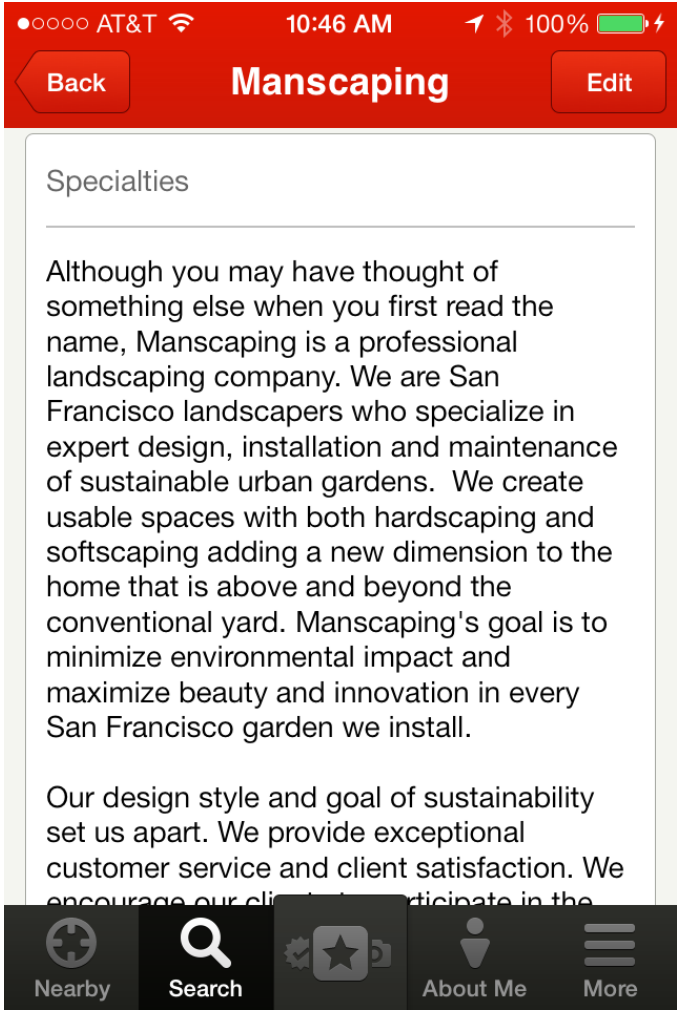 ●○○○○ AT&T 10:46 AM 100%
Back Manscaping Edit
Specialties
Although you may have thought of
something else when you first read the
name, Manscaping is a professional
landscaping company. We are San
Francisco landscapers who specialize in
expert design, installation and maintenance
of sustainable urban gardens.  We create
usable spaces with both hardscaping and
softscaping adding a new dimension to the
home that is above and beyond the
conventional yard. Manscaping's goal is to
minimize environmental impact and
maximize beauty and innovation in every
San Francisco garden we install.
Our design style and goal of sustainability
set us apart. We provide exceptional
customer service and client satisfaction. We
encourage our in the
Nearby Search About Me More